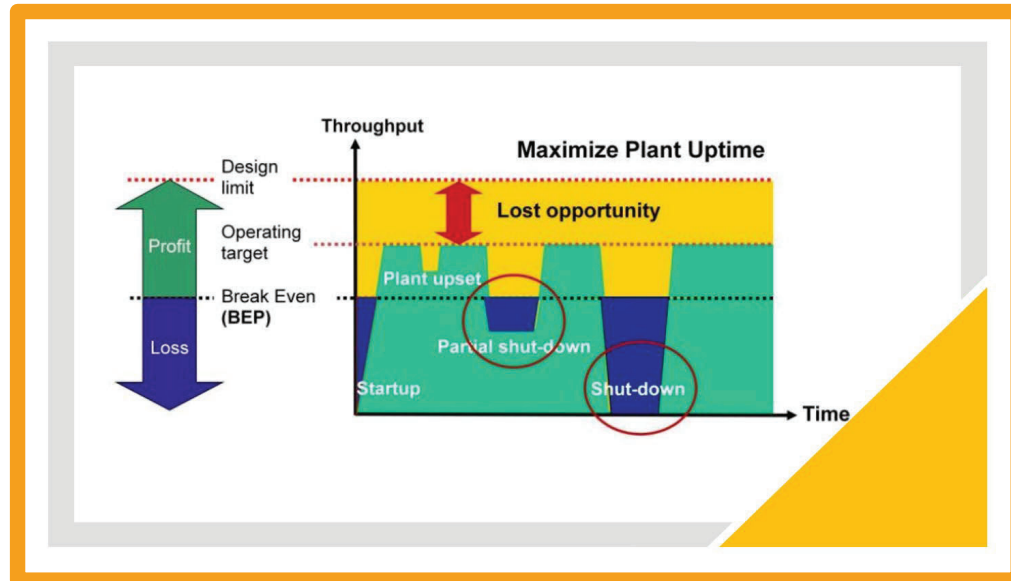 Throughput
Maximize Plant Uptime
Design
limit
Lost opportunity
Profit
Operating
target
Plant upset
Break Even
(BEP)
Loss
Partial shut-down
Startup
Shut-down
Time